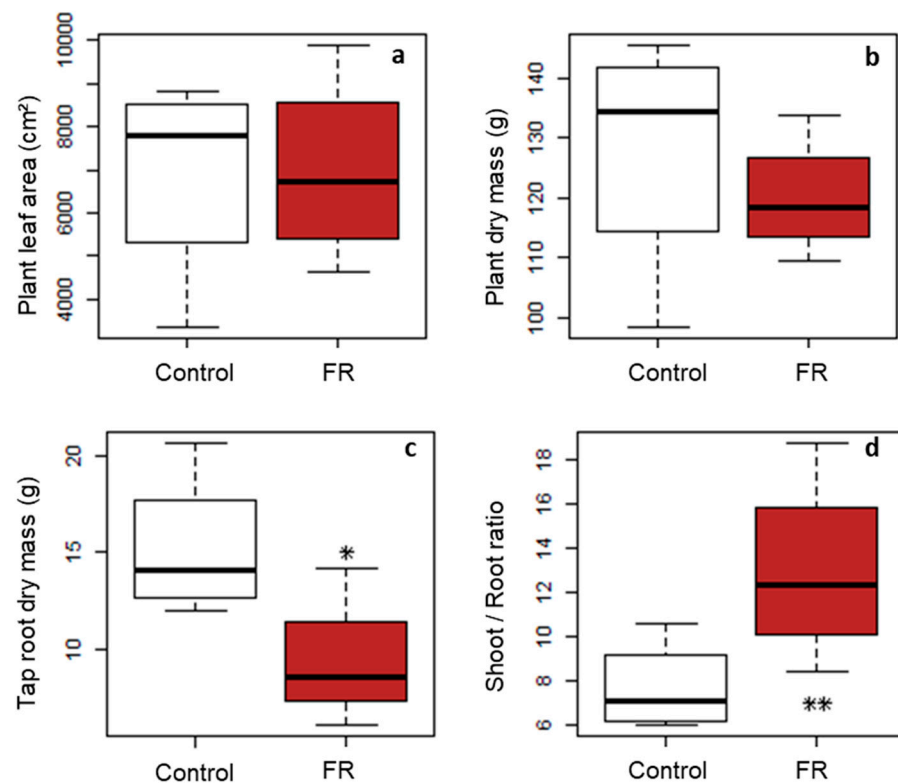 a
Plant leaf area (cm²)
10000
8000
6000
4000
Control
FR
b
Plant dry mass (g)
140
130
120
110
100
Control
FR
c
Tap root dry mass (g)
20
15
10
*
Control
FR
d
Shoot / Root ratio
18
16
14
12
10
8
6
**
Control
FR